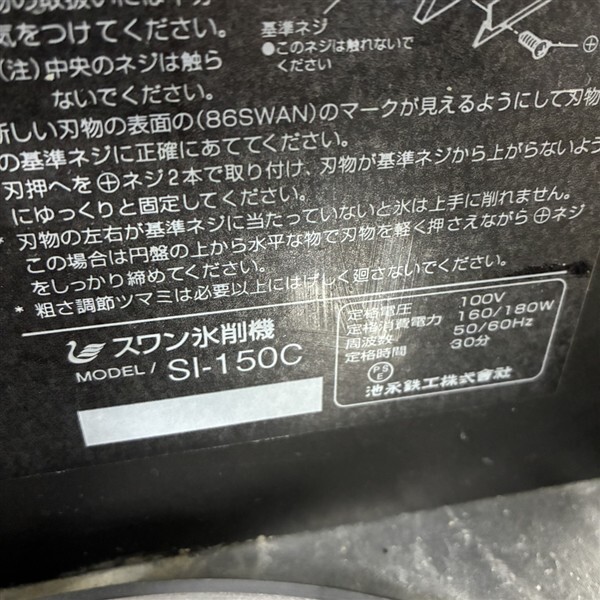 気をつけてください。
(注)中央のネジは触ら
ないでください。
基準ネジ
●このネジは触れないで
ください
新しい刃物の表面の(86SWAN)のマークが見えるようにして刃物
の基準ネジに正確にあててください。
刃押へを⊕ネジ2本で取り付け、刃物が基準ネジから上がらないよう
にゆっくりと固定してください。
* 刃物の左右が基準ネジに当たっていないと氷は上手に削れません。
この場合は円盤の上から水平な物で刃物を軽く押さえながら⊕ネジ
をしっかり締めてください。
* 粗さ調節ツマミは必要以上にはげしく廻さないでください。
スワン氷削機
MODEL/ SI-150C
定格電圧 100V
定格消費電力 160/180W
周波数 50/60Hz
定格時間 30分
PSE
池永鉄工株式會社